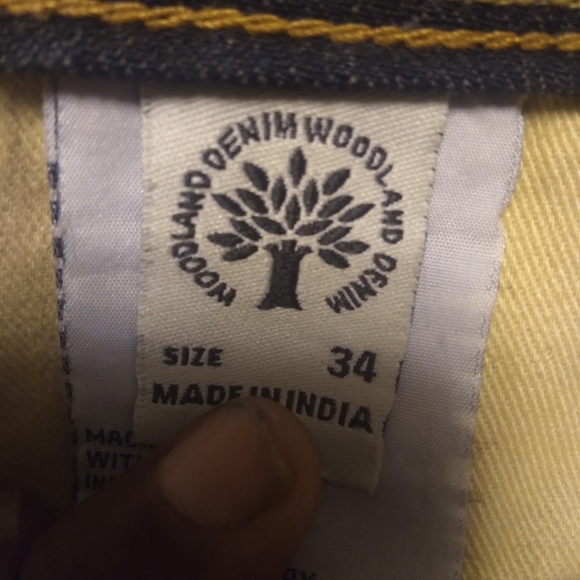 WOODLAND DENIM WOODLAND DENIM
SIZE 34
MADE IN INDIA